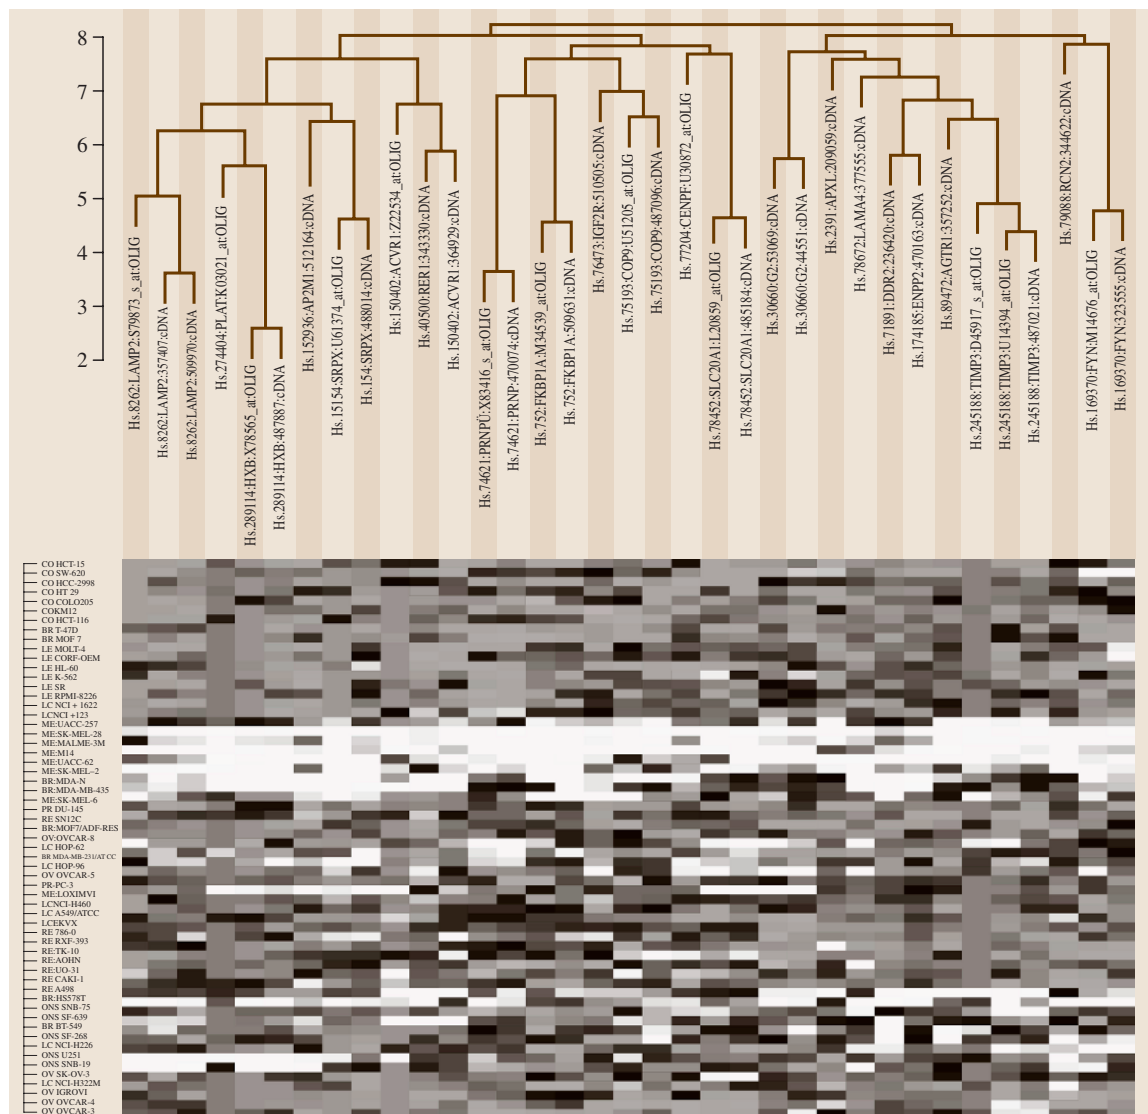 8
7
6
5
4
3
2
Hs.8262:LAMP2:S79873_s_at:OLIG
Hs.8262:LAMP2:357407:cDNA
Hs.8262:LAMP2:509970:cDNA
Hs.274404:PLAT:K03021_at:OLIG
Hs.289114:HXB:X78565_at:OLIG
Hs.289114:HXB:487887:cDNA
Hs.152936:AP2M1:512164:cDNA
Hs.15154:SRPX:U61374_at:OLIG
Hs.154:SRPX:488014:cDNA
Hs:150402:ACVR1:Z22534_at:OLIG
Hs.40500:RER1:343330:cDNA
Hs.150402:ACVR1:364929:cDNA
Hs.74621:PRNPÜ:X83416_s_at:OLIG
Hs.74621:PRNP:470074:cDNA
Hs.752:FKBP1A:M34539_at:OLIG
Hs.752:FKBP1A:509631:cDNA
Hs.76473:IGF2R:510505:cDNA
Hs.75193:COP9:U51205_at:OLIG
Hs.75193:COP9:487096:cDNA
Hs.77204:CENPF:U30872_at:OLIG
Hs.78452:SLC20A1:L20859_at:OLIG
Hs.78452:SLC20A1:485184:cDNA
Hs.30660:G2:53069:cDNA
Hs.30660:G2:44551:cDNA
Hs.2391:APXL:209059:cDNA
Hs.78672:LAMA4:377555:cDNA
Hs.71891:DDR2:236420:cDNA
Hs.174185:ENPP2:470163:cDNA
Hs.89472:AGTR1:357252:cDNA
Hs.245188:TIMP3:D45917_s_at:OLIG
Hs.245188:TIMP3:U14394_at:OLIG
Hs.245188:TIMP3:487021:cDNA
Hs.79088:RCN2:344622:cDNA
Hs.169370:FYN:M14676_at:OLIG
Hs.169370:FYN:323555:cDNA
CO HCT-15
CO SW-620
CO HCC-2998
CO HT 29
CO COLO205
COKM12
CO HCT-116
BR T-47D
BR MOF 7
LE MOLT-4
LE CORF-OEM
LE HL-60
LE K-562
LE SR
LE RPMI-8226
LC NCI + 1622
LCNCI +123
ME:UACC-257
ME:SK-MEL-28
ME:MALME-3M
ME:M14
ME:UACC-62
ME:SK-MEL–2
BR:MDA-N
BR:MDA-MB-435
ME:SK-MEL-6
PR DU-145
RE SN12C
BR:MOF7/ADF-RES
OV:OVCAR-8
LC HOP-62
BR MDA-MB-231/AT CC
LC HOP-96
OV OVCAR-5
PR-PC-3
ME:LOXIMVI
LCNCI-H460
LC A549/ATCC
LCEKVX
RE 786-0
RE RXF-393
RE:TK-10
RE:AOHN
RE:UO-31
RE CAKI-1
RE A498
BR:HS578T
ONS SNB-75
ONS SF-639
BR BT-549
ONS SF-268
LC NCI-H226
ONS U251
ONS SNB-19
OV SK-OV-3
LC NCI-H322M
OV IGROVI
OV OVCAR-4
OV OVCAR-3